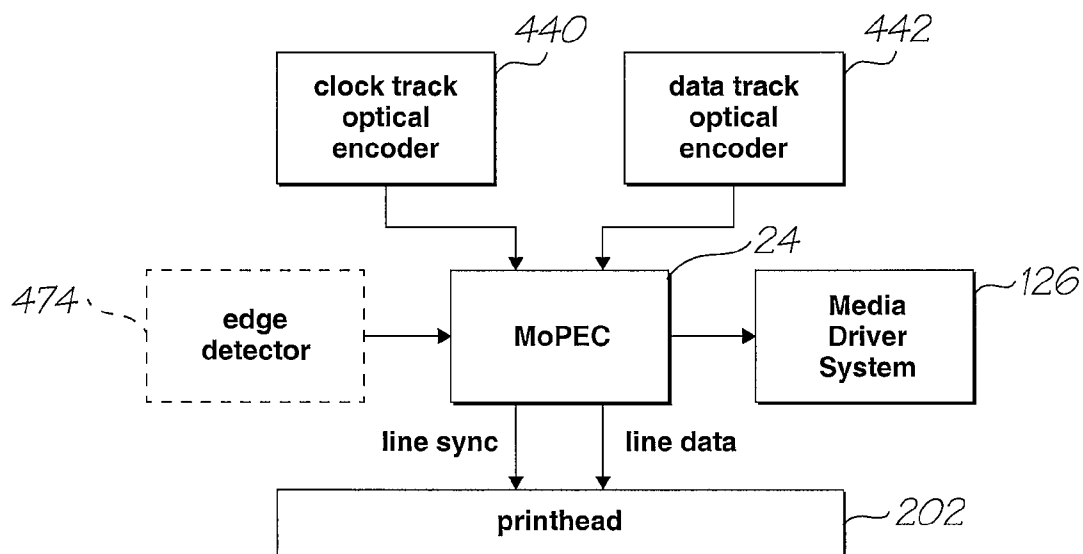 440
442
clock track
optical
encoder
data track
optical
encoder
24
474
126
edge
detector
MoPEC
Media
Driver
System
line sync
line data
printhead
202